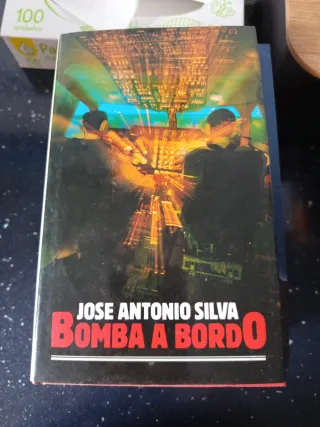 100
JOSE ANTONIO SILVA
BOMBA A BORDO